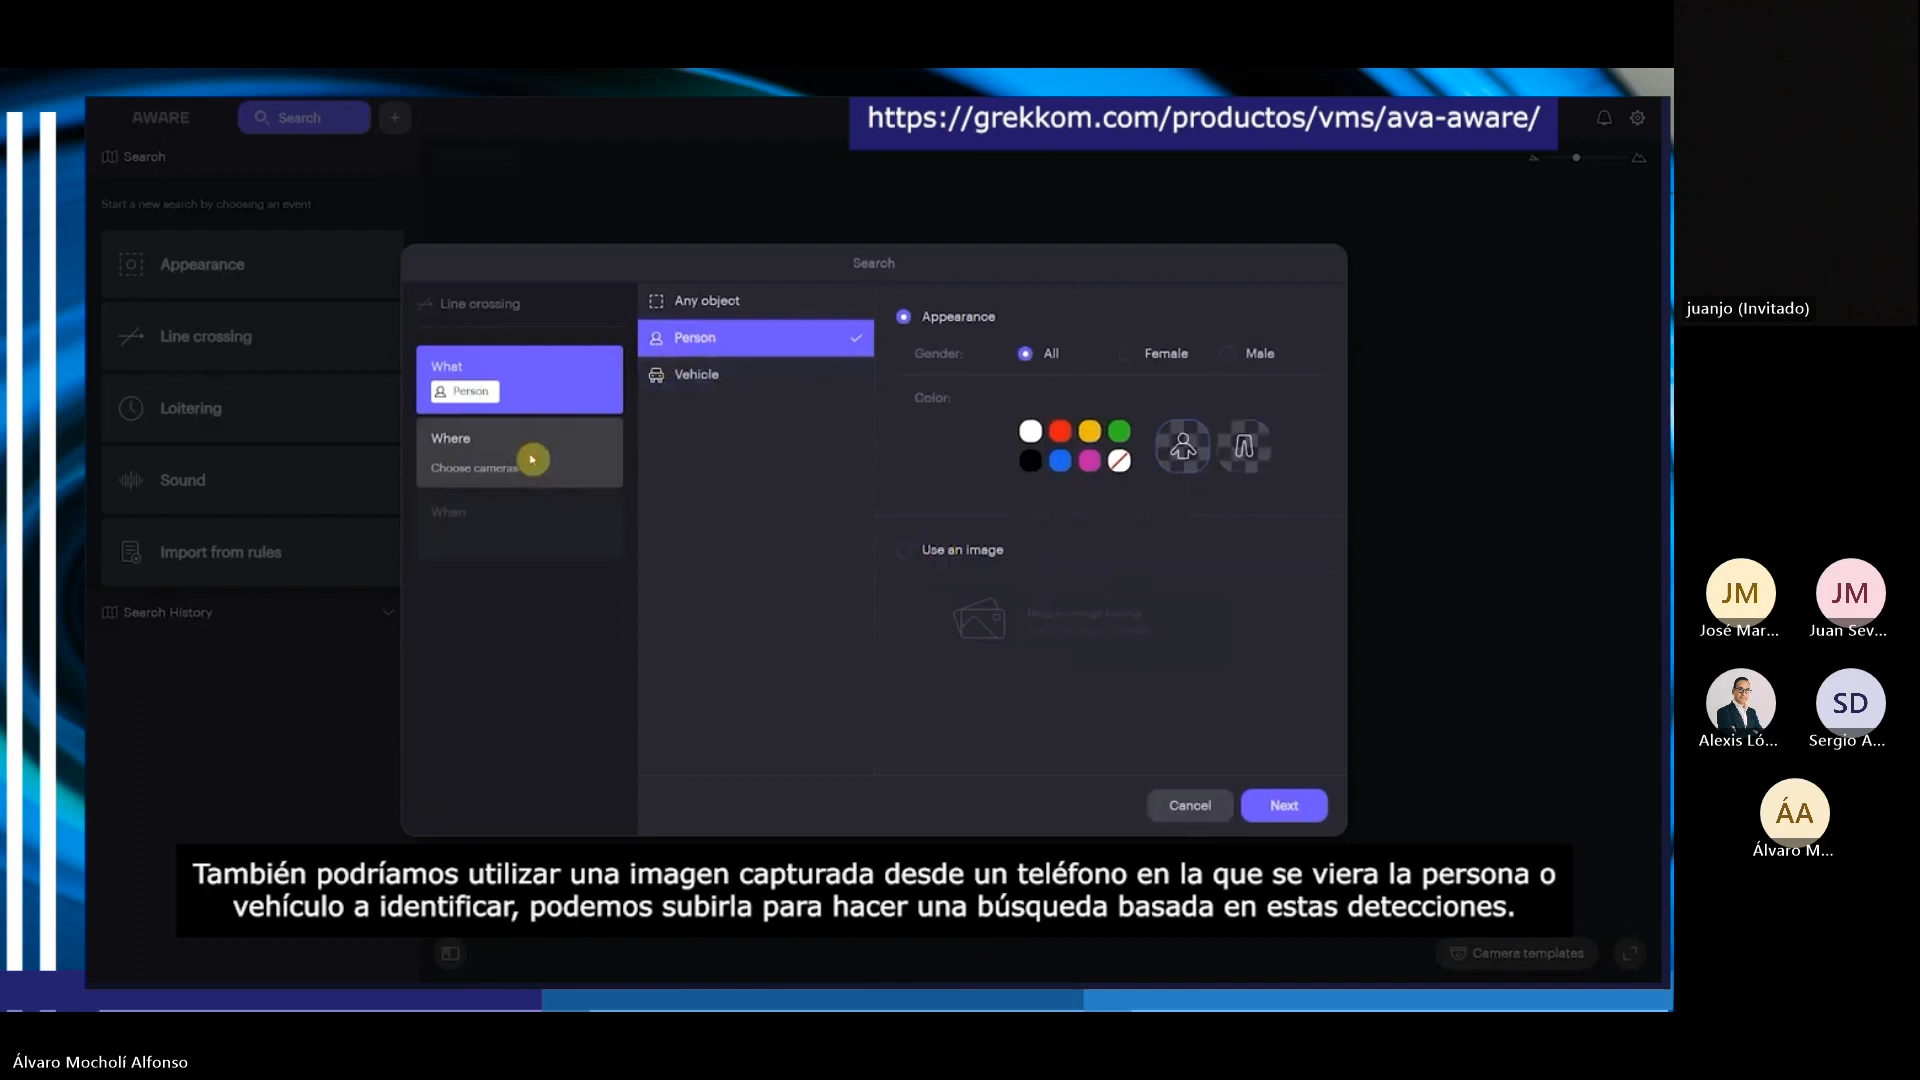 https://grekkom.com/productos/vms/ava-aware/
AWARE
Search
+
Search
Start a new search by choosing an event
Appearance
Line crossing
Loitering
Sound
Import from rules
Search History
Search
Line crossing
What
Person
Where
Choose cameras
When
Any object
Person
Vehicle
Appearance
Gender:
All
Female
Male
Color:
Use an image
Cancel
Next
También podríamos utilizar una imagen capturada desde un teléfono en la que se viera la persona o
vehículo a identificar, podemos subirla para hacer una búsqueda basada en estas detecciones.
Camera templates
juanjo (Invitado)
JM
José Mar...
JM
Juan Sev...
Alexis Ló...
SD
Sergio A...
ÁA
Álvaro M...
Álvaro Mocholí Alfonso